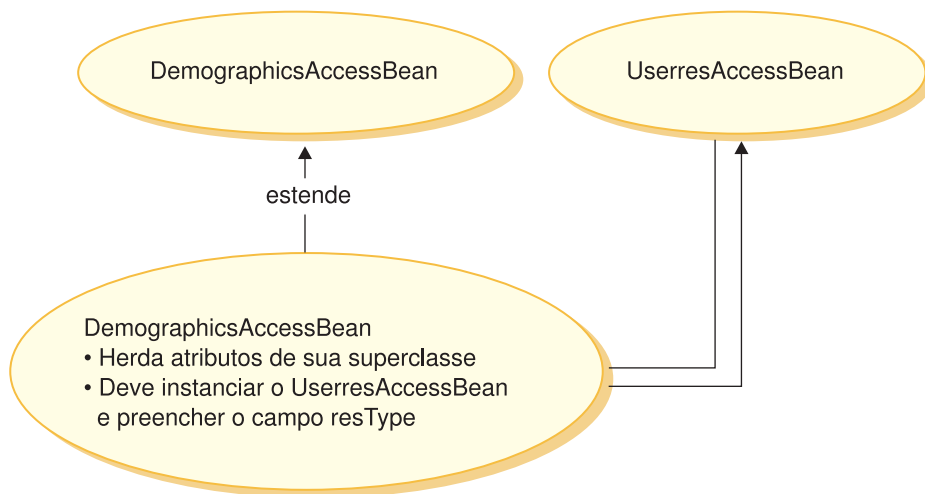 DemographicsAccessBean
UserresAccessBean
estende
DemographicsAccessBean
• Herda atributos de sua superclasse
• Deve instanciar o UserresAccessBean
e preencher o campo resType